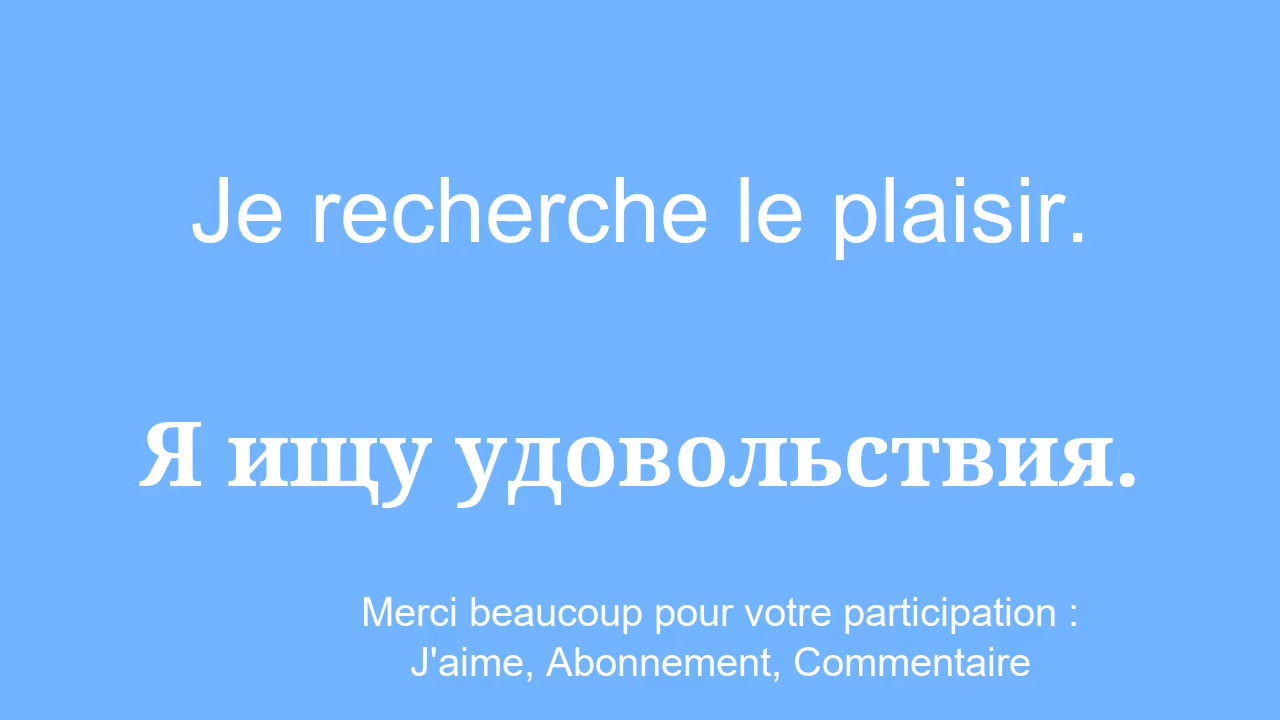 Je recherche le plaisir.
Я ищу удовольствия.
Merci beaucoup pour votre participation :
J'aime, Abonnement, Commentaire